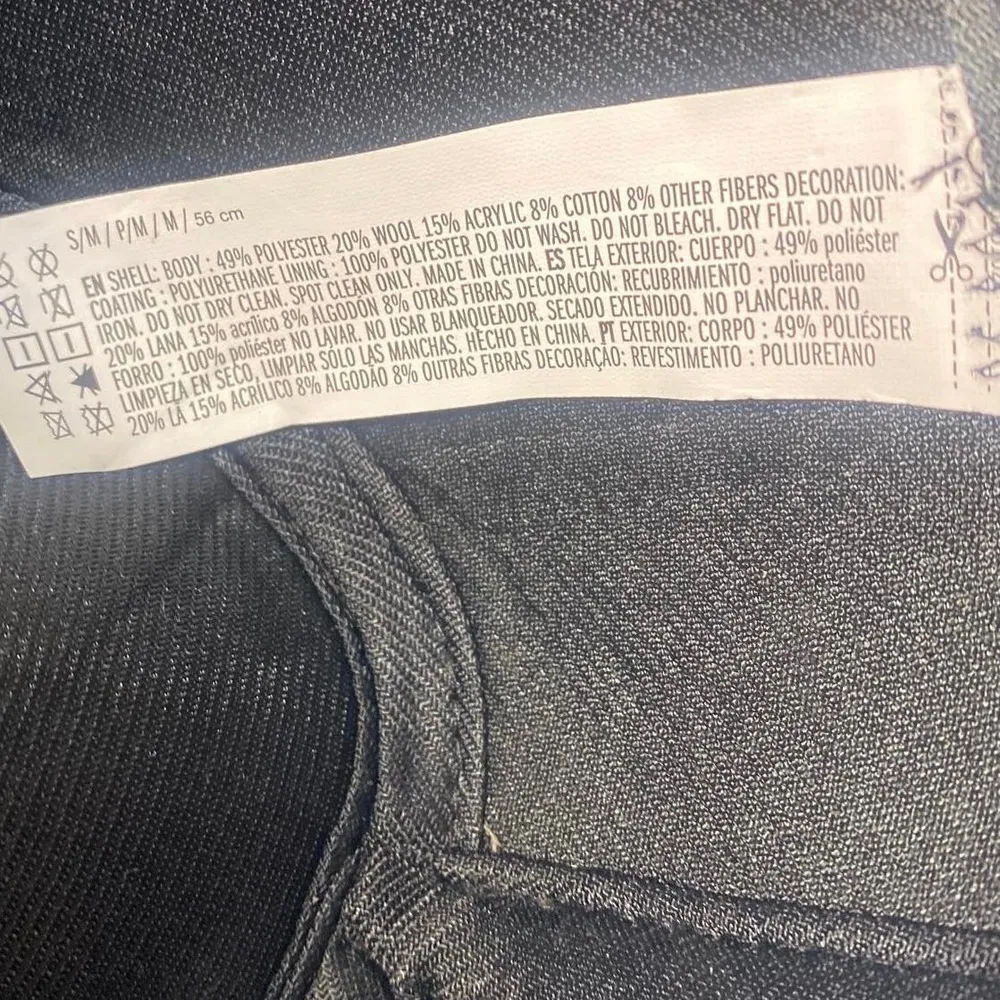 S/M / P/M / M / 56 cm
EN SHELL: BODY : 49% POLYESTER 20% WOOL 15% ACRYLIC 8% COTTON 8% OTHER FIBERS DECORATION:
COATING : POLYURETHANE LINING : 100% POLYESTER DO NOT WASH. DO NOT BLEACH. DRY FLAT. DO NOT
IRON. DO NOT DRY CLEAN. SPOT CLEAN ONLY. MADE IN CHINA. ES TELA EXTERIOR: CUERPO : 49% poliéster
20% LANA 15% acrílico 8% ALGODÓN 8% OTRAS FIBRAS DECORACIÓN: RECUBRIMIENTO : poliuretano
FORRO : 100% poliéster NO LAVAR. NO USAR BLANQUEADOR. SECADO EXTENDIDO. NO PLANCHAR. NO
LIMPIEZA EN SECO, LIMPIAR SÓLO LAS MANCHAS. HECHO EN CHINA. PT EXTERIOR: CORPO : 49% POLIÉSTER
20% LÃ 15% ACRÍLICO 8% ALGODÃO 8% OUTRAS FIBRAS DECORAÇÃO: REVESTIMENTO : POLIURETANO